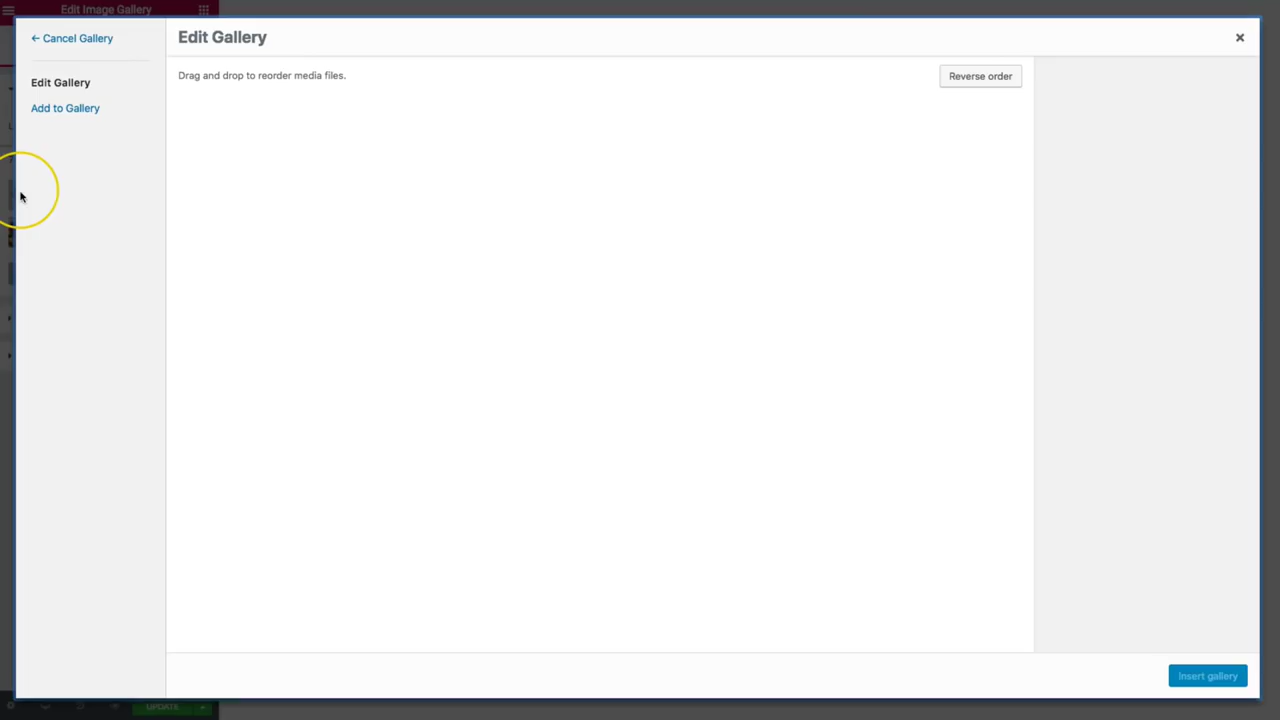 Edit Image Gallery
← Cancel Gallery
Edit Gallery
Add to Gallery
Edit Gallery
×
Drag and drop to reorder media files.
Reverse order
Insert gallery
UPDATE